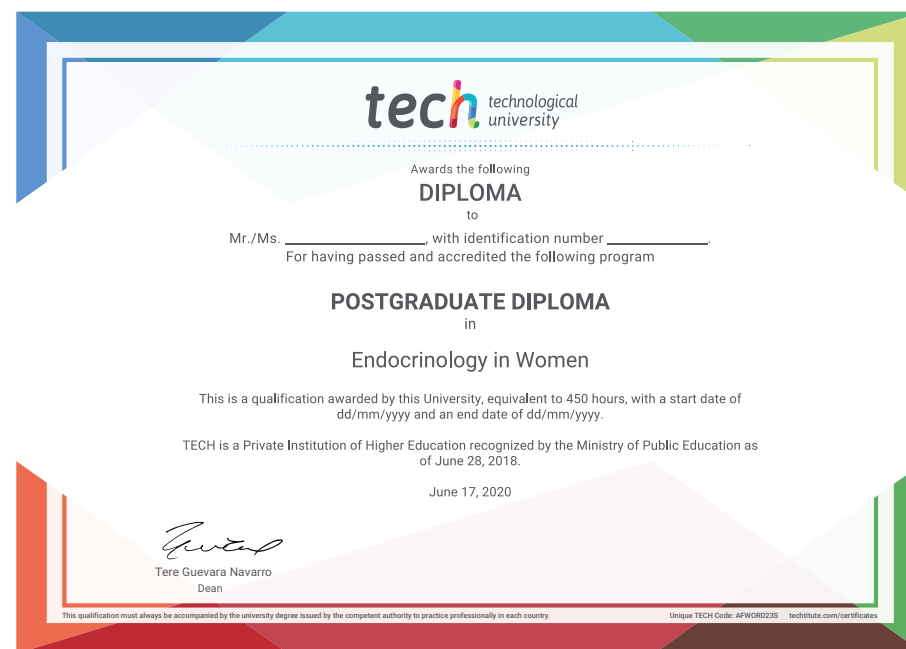 tech technological
university
Awards the following
DIPLOMA
to
Mr./Ms. ____________________, with identification number ______________.
For having passed and accredited the following program
POSTGRADUATE DIPLOMA
in
Endocrinology in Women
This is a qualification awarded by this University, equivalent to 450 hours, with a start date of
dd/mm/yyyy and an end date of dd/mm/yyyy.
TECH is a Private Institution of Higher Education recognized by the Ministry of Public Education as
of June 28, 2018.
June 17, 2020
Tere Guevara Navarro
Dean
This qualification must always be accompanied by the university degree issued by the competent authority to practice professionally in each country. Unique TECH Code: AFWORD23S techtitute.com/certificates